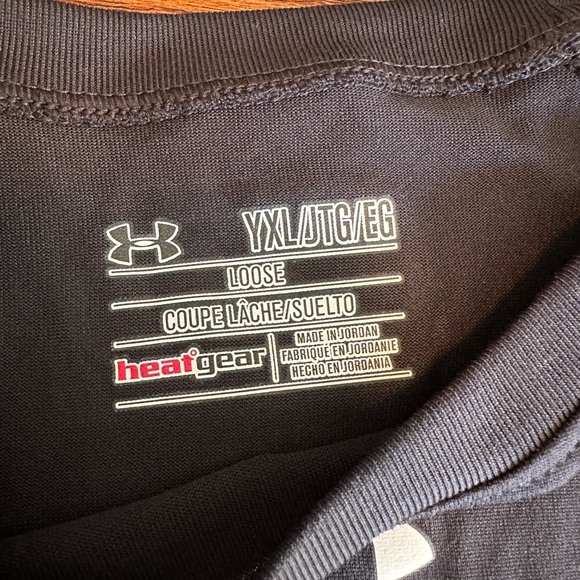 YXL/JTG/EG
LOOSE
COUPE LÂCHE/SUELTO
heatgear
MADE IN JORDAN
FABRIQUÉ EN JORDANIE
HECHO EN JORDANIA